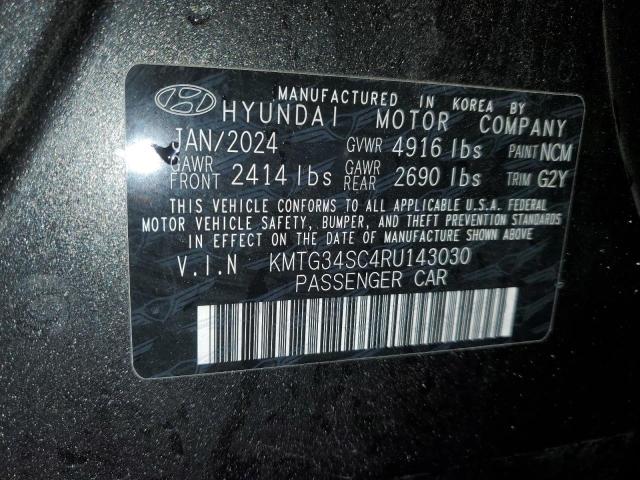 MANUFACTURED IN KOREA BY
HYUNDAI MOTOR COMPANY
JAN/2024 GVWR 4916 lbs PAINT NCM
GAWR FRONT 2414 lbs GAWR REAR 2690 lbs TRIM G2Y
THIS VEHICLE CONFORMS TO ALL APPLICABLE U.S.A. FEDERAL
MOTOR VEHICLE SAFETY, BUMPER, AND THEFT PREVENTION STANDARDS
IN EFFECT ON THE DATE OF MANUFACTURE SHOWN ABOVE.
V.I.N KMTG34SC4RU143030
PASSENGER CAR